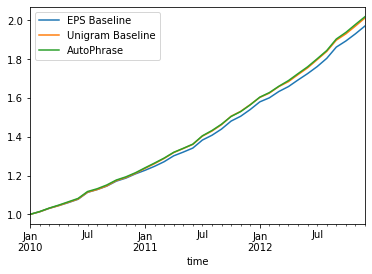 EPS Baseline
Unigram Baseline
AutoPhrase
2.0
1.8
1.6
1.4
1.2
1.0
Jan Jul Jan Jul Jan Jul
2010 2011 2012
time